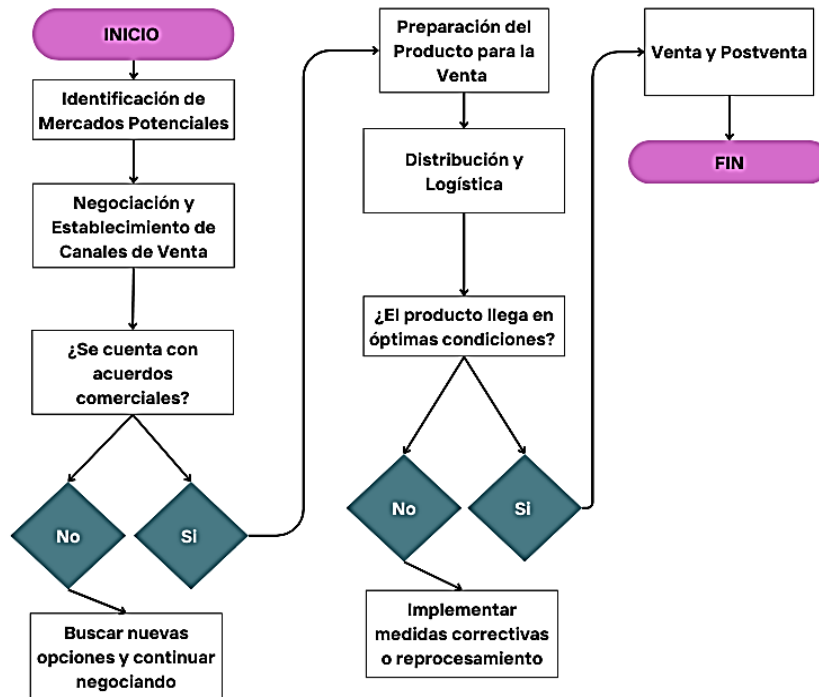 INICIO
Identificación de
Mercados Potenciales
Negociación y
Establecimiento de
Canales de Venta
¿Se cuenta con
acuerdos
comerciales?
No
Si
Buscar nuevas
opciones y continuar
negociando
Preparación del
Producto para la
Venta
Distribución y
Logística
¿El producto llega en
óptimas condiciones?
No
Si
Implementar
medidas correctivas
o reprocesamiento
Venta y Postventa
FIN